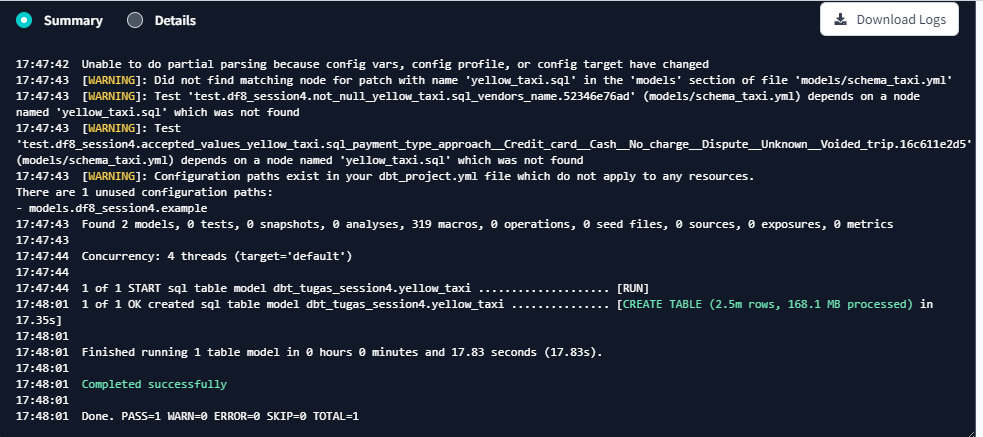 Summary Details Download Logs
17:47:42 Unable to do partial parsing because config vars, config profile, or config target have changed
17:47:43 [WARNING]: Did not find matching node for patch with name 'yellow_taxi.sql' in the 'models' section of file 'models/schema_taxi.yml'
17:47:43 [WARNING]: Test 'test.df8_session4.not_null_yellow_taxi.sql_vendors_name.52346e76ad' (models/schema_taxi.yml) depends on a node
named 'yellow_taxi.sql' which was not found
17:47:43 [WARNING]: Test
'test.df8_session4.accepted_values_yellow_taxi.sql_payment_type_approach__Credit_card__Cash__No_charge__Dispute__Unknown__Voided_trip.16c611e2d5'
(models/schema_taxi.yml) depends on a node named 'yellow_taxi.sql' which was not found
17:47:43 [WARNING]: Configuration paths exist in your dbt_project.yml file which do not apply to any resources.
There are 1 unused configuration paths:
- models.df8_session4.example
17:47:43 Found 2 models, 0 tests, 0 snapshots, 0 analyses, 319 macros, 0 operations, 0 seed files, 0 sources, 0 exposures, 0 metrics
17:47:43
17:47:44 Concurrency: 4 threads (target='default')
17:47:44
17:47:44 1 of 1 START sql table model dbt_tugas_session4.yellow_taxi .................... [RUN]
17:48:01 1 of 1 OK created sql table model dbt_tugas_session4.yellow_taxi ............... [CREATE TABLE (2.5m rows, 168.1 MB processed) in
17.35s]
17:48:01
17:48:01 Finished running 1 table model in 0 hours 0 minutes and 17.83 seconds (17.83s).
17:48:01
17:48:01 Completed successfully
17:48:01
17:48:01 Done. PASS=1 WARN=0 ERROR=0 SKIP=0 TOTAL=1